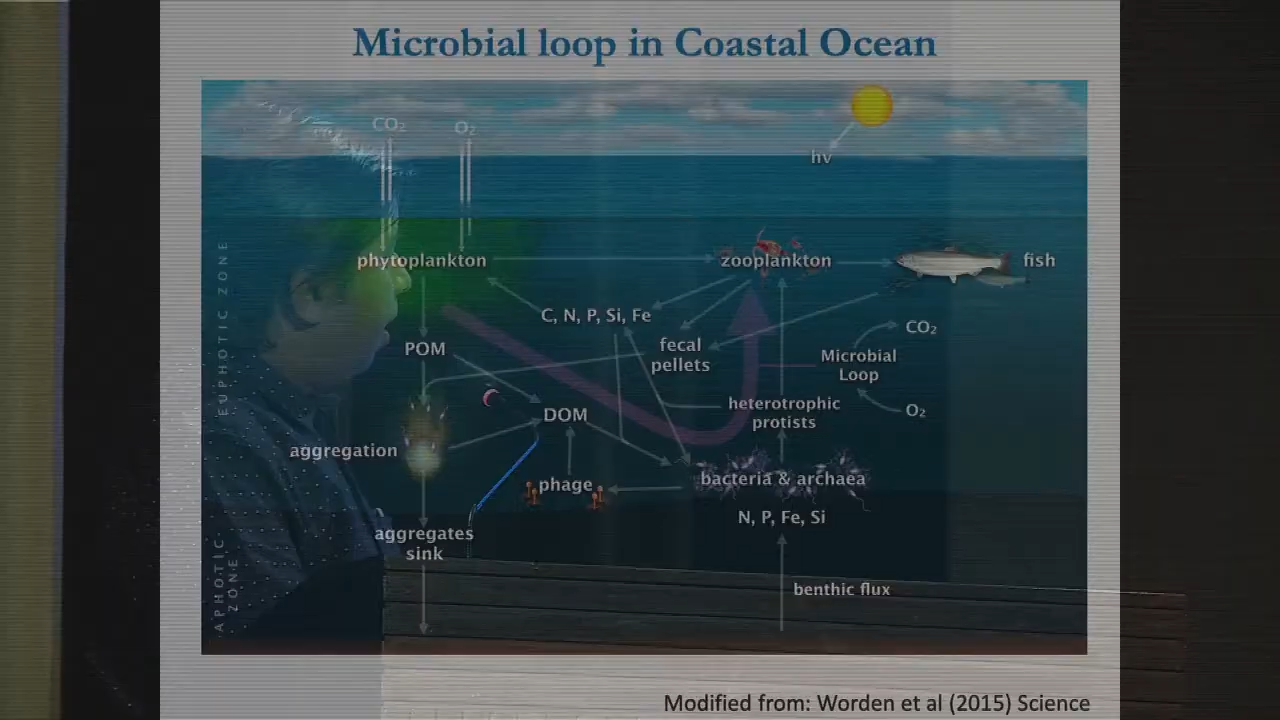 Microbial loop in Coastal Ocean
CO₂
O₂
hv
EUPHOTIC ZONE
phytoplankton
zooplankton
fish
C, N, P, Si, Fe
CO₂
POM
fecal
pellets
Microbial
Loop
DOM
heterotrophic
protists
O₂
aggregation
phage
bacteria & archaea
N, P, Fe, Si
aggregates
sink
APHOTIC
ZONE
benthic flux
Modified from: Worden et al (2015) Science